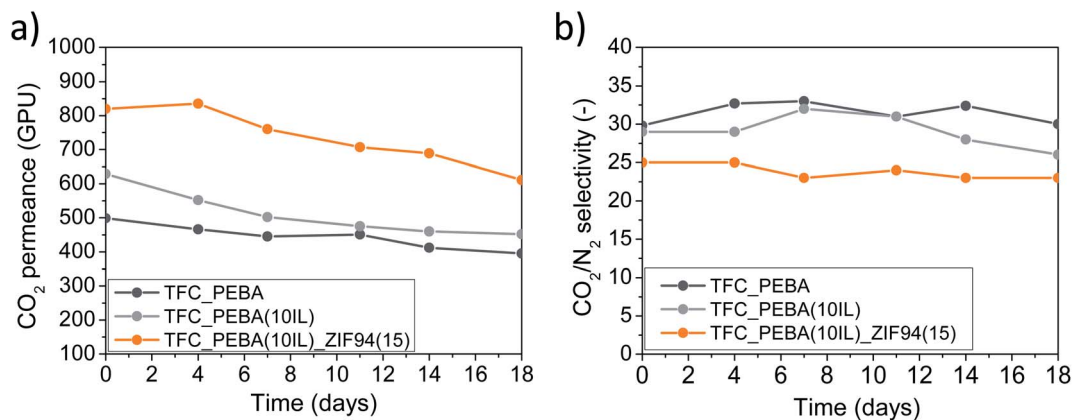 a)
1000
900
800
700
600
500
400
300
200
100
CO2 permeance (GPU)
TFC_PEBA
TFC_PEBA(10IL)
TFC_PEBA(10IL)_ZIF94(15)
0 2 4 6 8 10 12 14 16 18
Time (days)
b)
40
35
30
25
20
15
10
5
0
CO2/N2 selectivity (-)
TFC_PEBA
TFC_PEBA(10IL)
TFC_PEBA(10IL)_ZIF94(15)
0 2 4 6 8 10 12 14 16 18
Time (days)